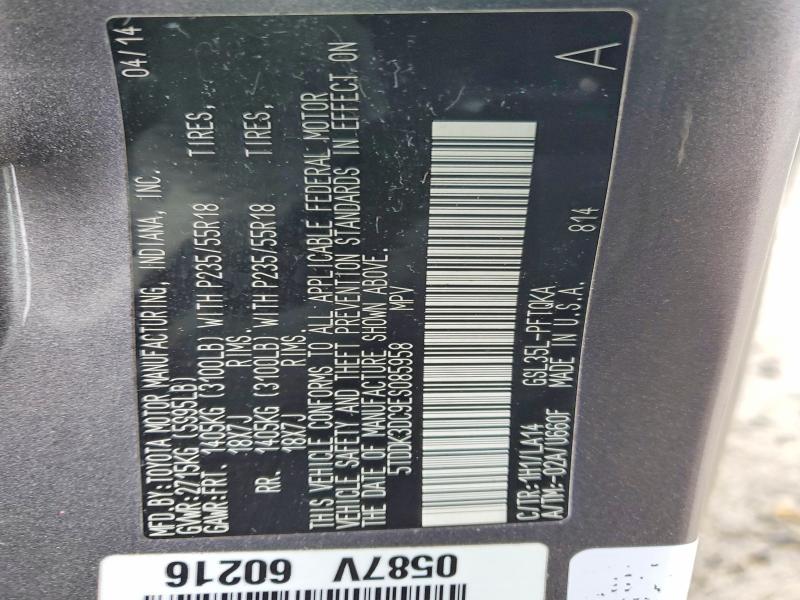 MFD.BY:TOYOTA MOTOR MANUFACTURING, INDIANA, INC. 04/14
GVWR:2715KG (5995LB)
GAWR:FRT. 1405KG (3100LB) WITH P235/55R18 TIRES,
18X7J RIMS.
RR. 1405KG (3100LB) WITH P235/55R18 TIRES,
18X7J RIMS.
THIS VEHICLE CONFORMS TO ALL APPLICABLE FEDERAL MOTOR
VEHICLE SAFETY AND THEFT PREVENTION STANDARDS IN EFFECT ON
THE DATE OF MANUFACTURE SHOWN ABOVE.
5TDDK3DC9ES085958 MPV
C/TR:1H1/LA14 GSL35L-PFTQKA 814
A/TM:-02A/U660F MADE IN U.S.A.
A
0587V 60216